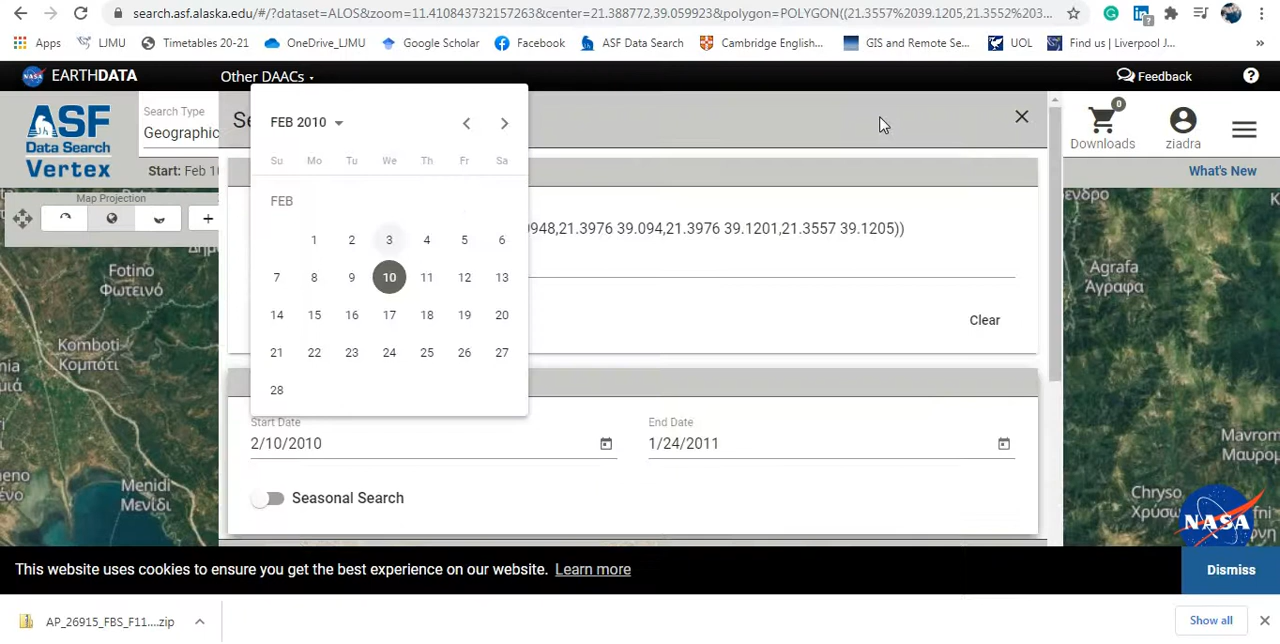 search.asf.alaska.edu/#/?dataset=ALOS&zoom=11.410843732157263&center=21.388772,39.059923&polygon=POLYGON((21.3557%2039.1205,21.3552%203...
Apps LJMU Timetables 20-21 OneDrive_LJMU Google Scholar Facebook ASF Data Search Cambridge English... GIS and Remote Se... UOL Find us | Liverpool J... »
NASA EARTHDATA Other DAACs Feedback ?
ASF
Data Search
Vertex
Search Type
Geographic
Start: Feb 1
Map Projection
+
FEB 2010
Su Mo Tu We Th Fr Sa
FEB
1 2 3 4 5 6
7 8 9 10 11 12 13
14 15 16 17 18 19 20
21 22 23 24 25 26 27
28
0948,21.3976 39.094,21.3976 39.1201,21.3557 39.1205))
Clear
Start Date
2/10/2010
End Date
1/24/2011
Seasonal Search
0
Downloads
ziadra
What's New
Fotino
Φωτεινό
Komboti
Κομπότι
Menidi
Μενίδι
Agrafa
Άγραφα
Mavrom
Μαυρομ
Chryso
NASA
This website uses cookies to ensure you get the best experience on our website. Learn more
Dismiss
AP_26915_FBS_F11....zip
Show all